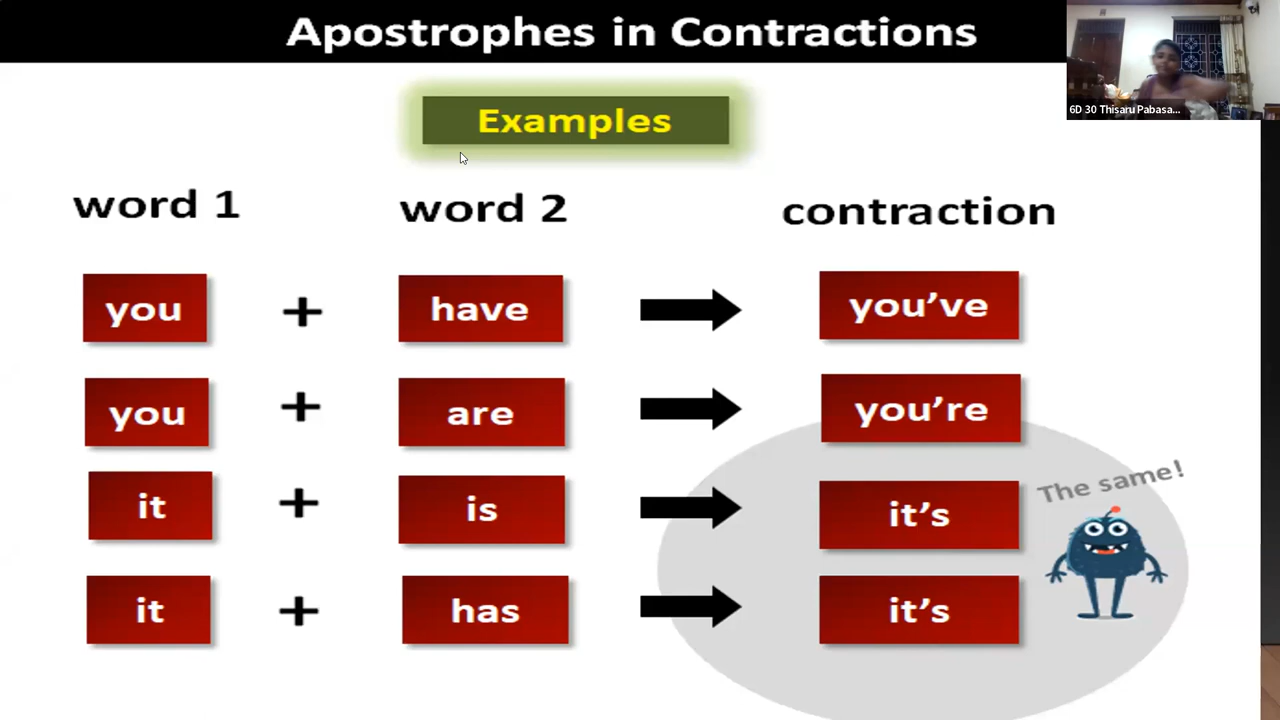 Apostrophes in Contractions
6D 30 Thisaru Pabasa...
Examples
word 1 word 2 contraction
you + have you’ve
you + are you’re
The same!
it + is it’s
it + has it’s